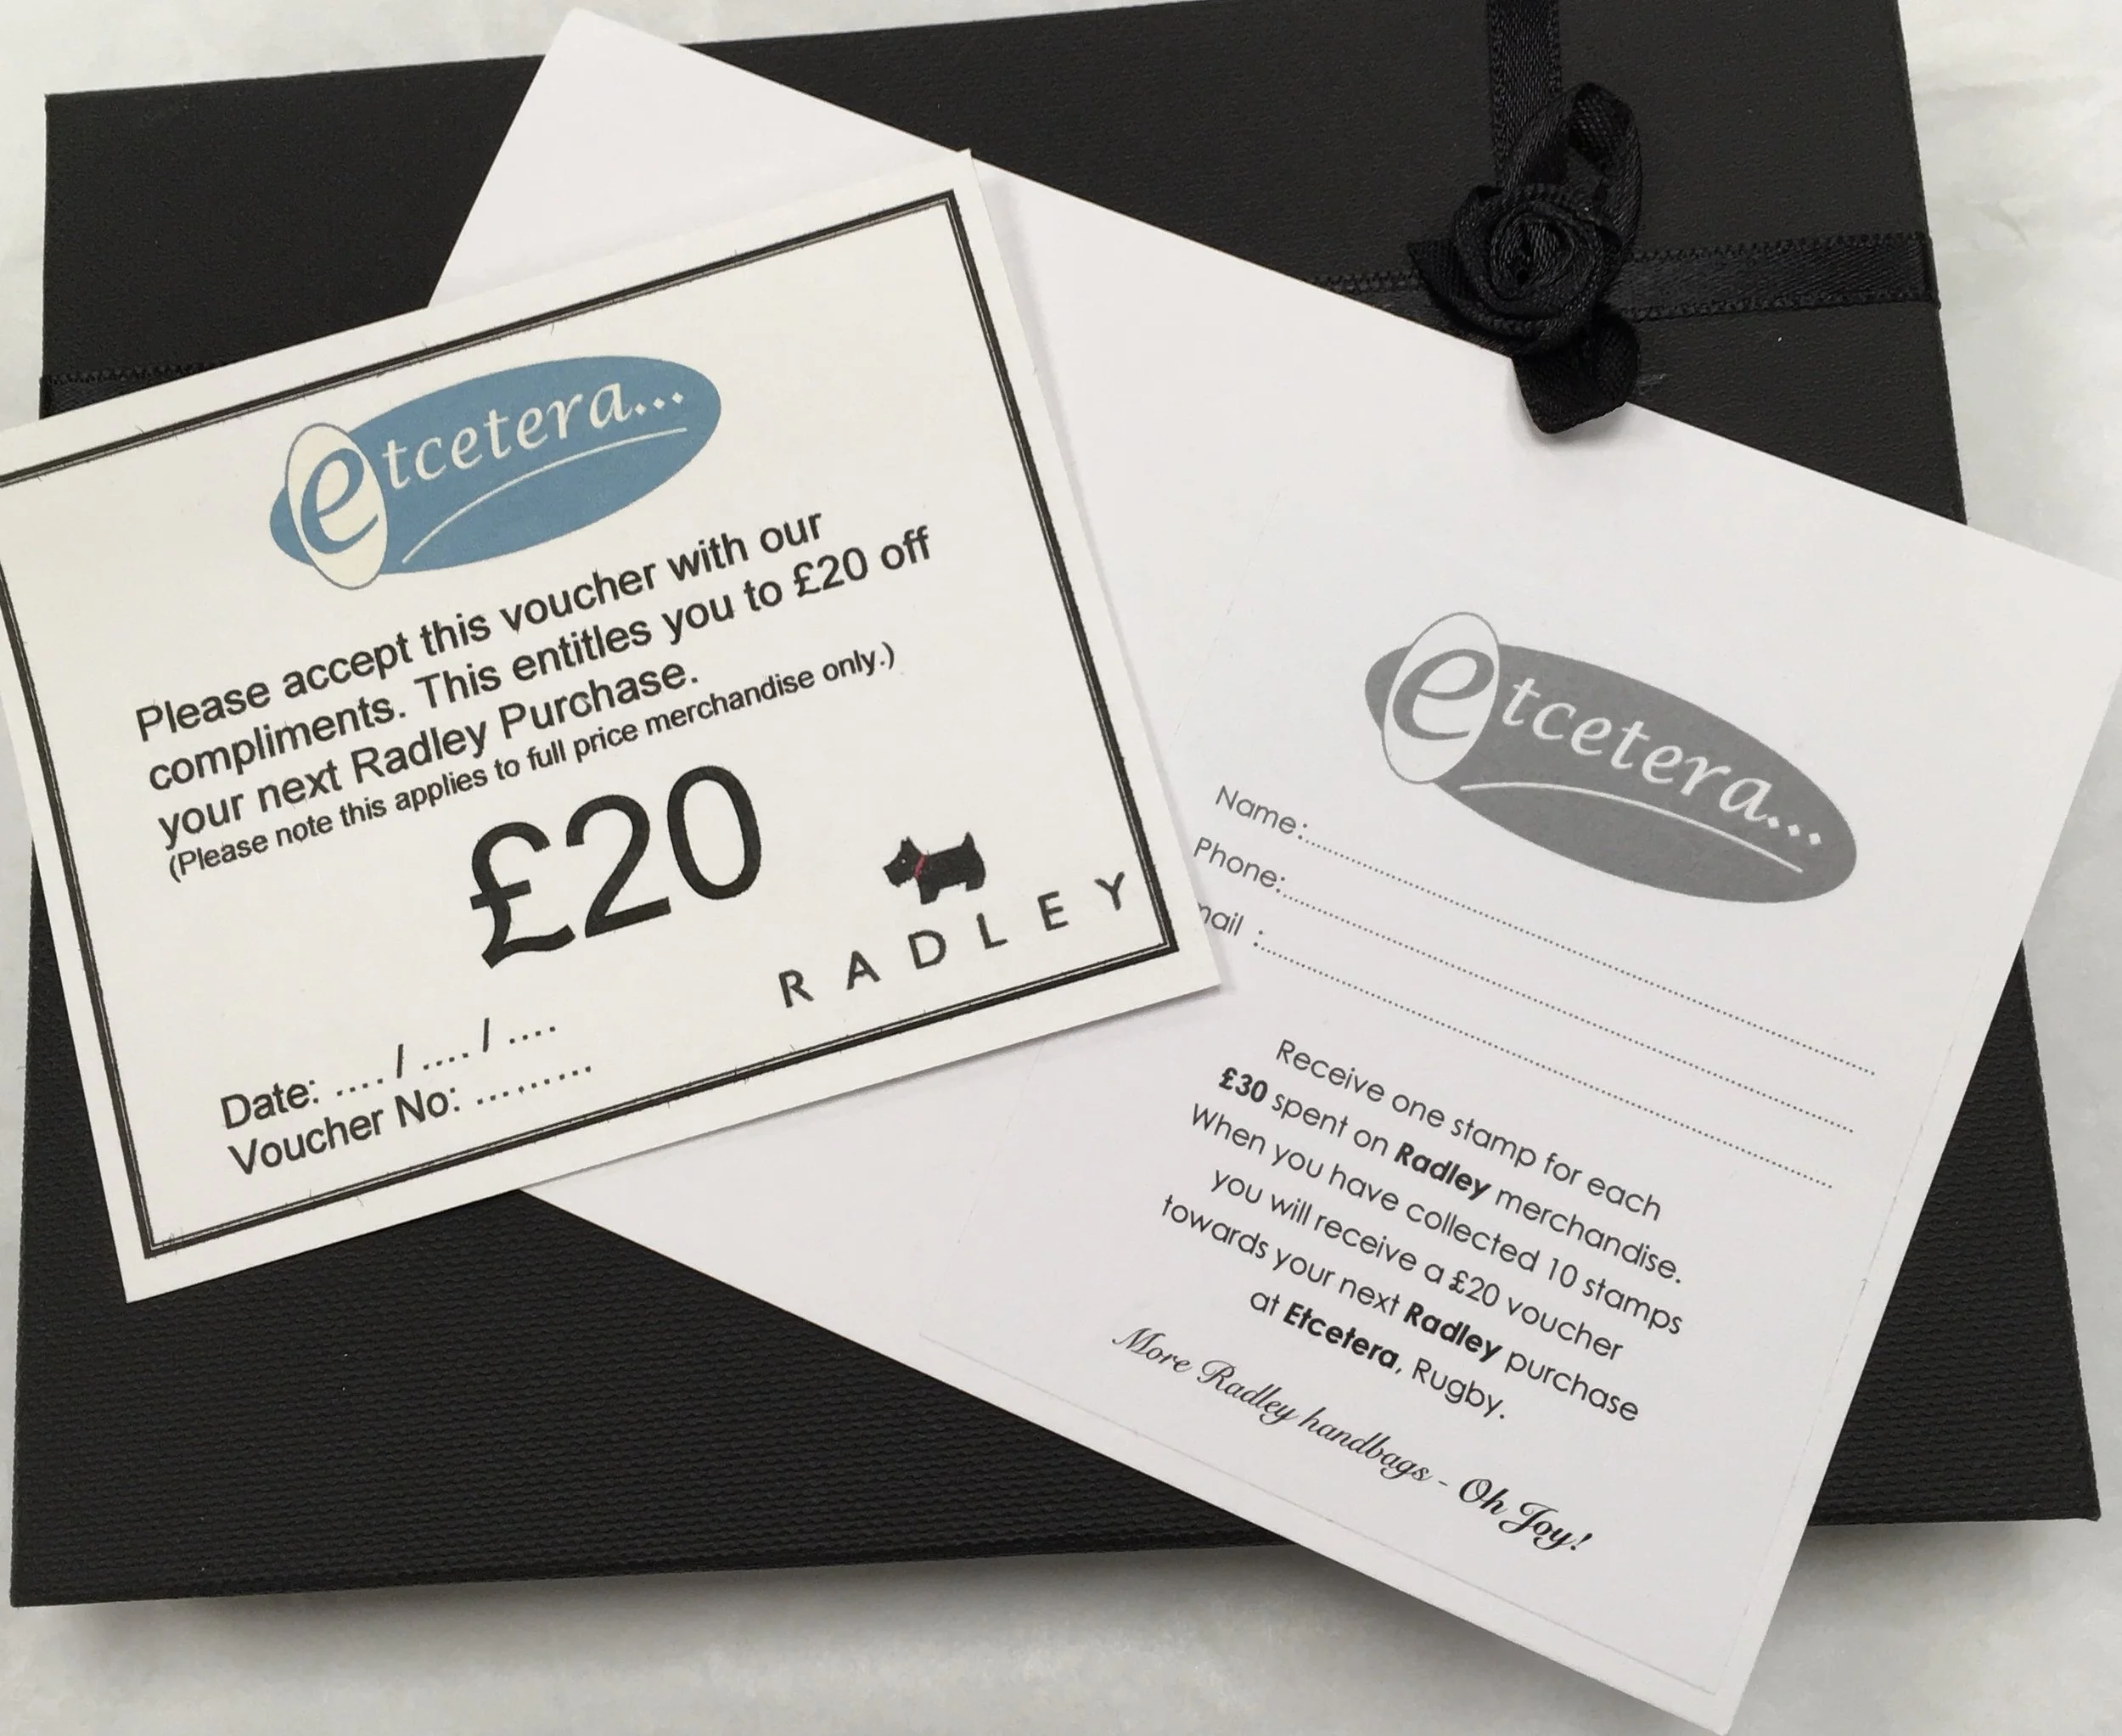 etcetera...
Please accept this voucher with our
compliments. This entitles you to £20 off
your next Radley Purchase.
(Please note this applies to full price merchandise only.)
£20
RADLEY
Date: .... / .... / ....
Voucher No: .........
etcetera...
Name:
Phone:
mail :
Receive one stamp for each
£30 spent on Radley merchandise.
When you have collected 10 stamps
you will receive a £20 voucher
towards your next Radley purchase
at Etcetera, Rugby.
More Radley handbags - Oh Joy!